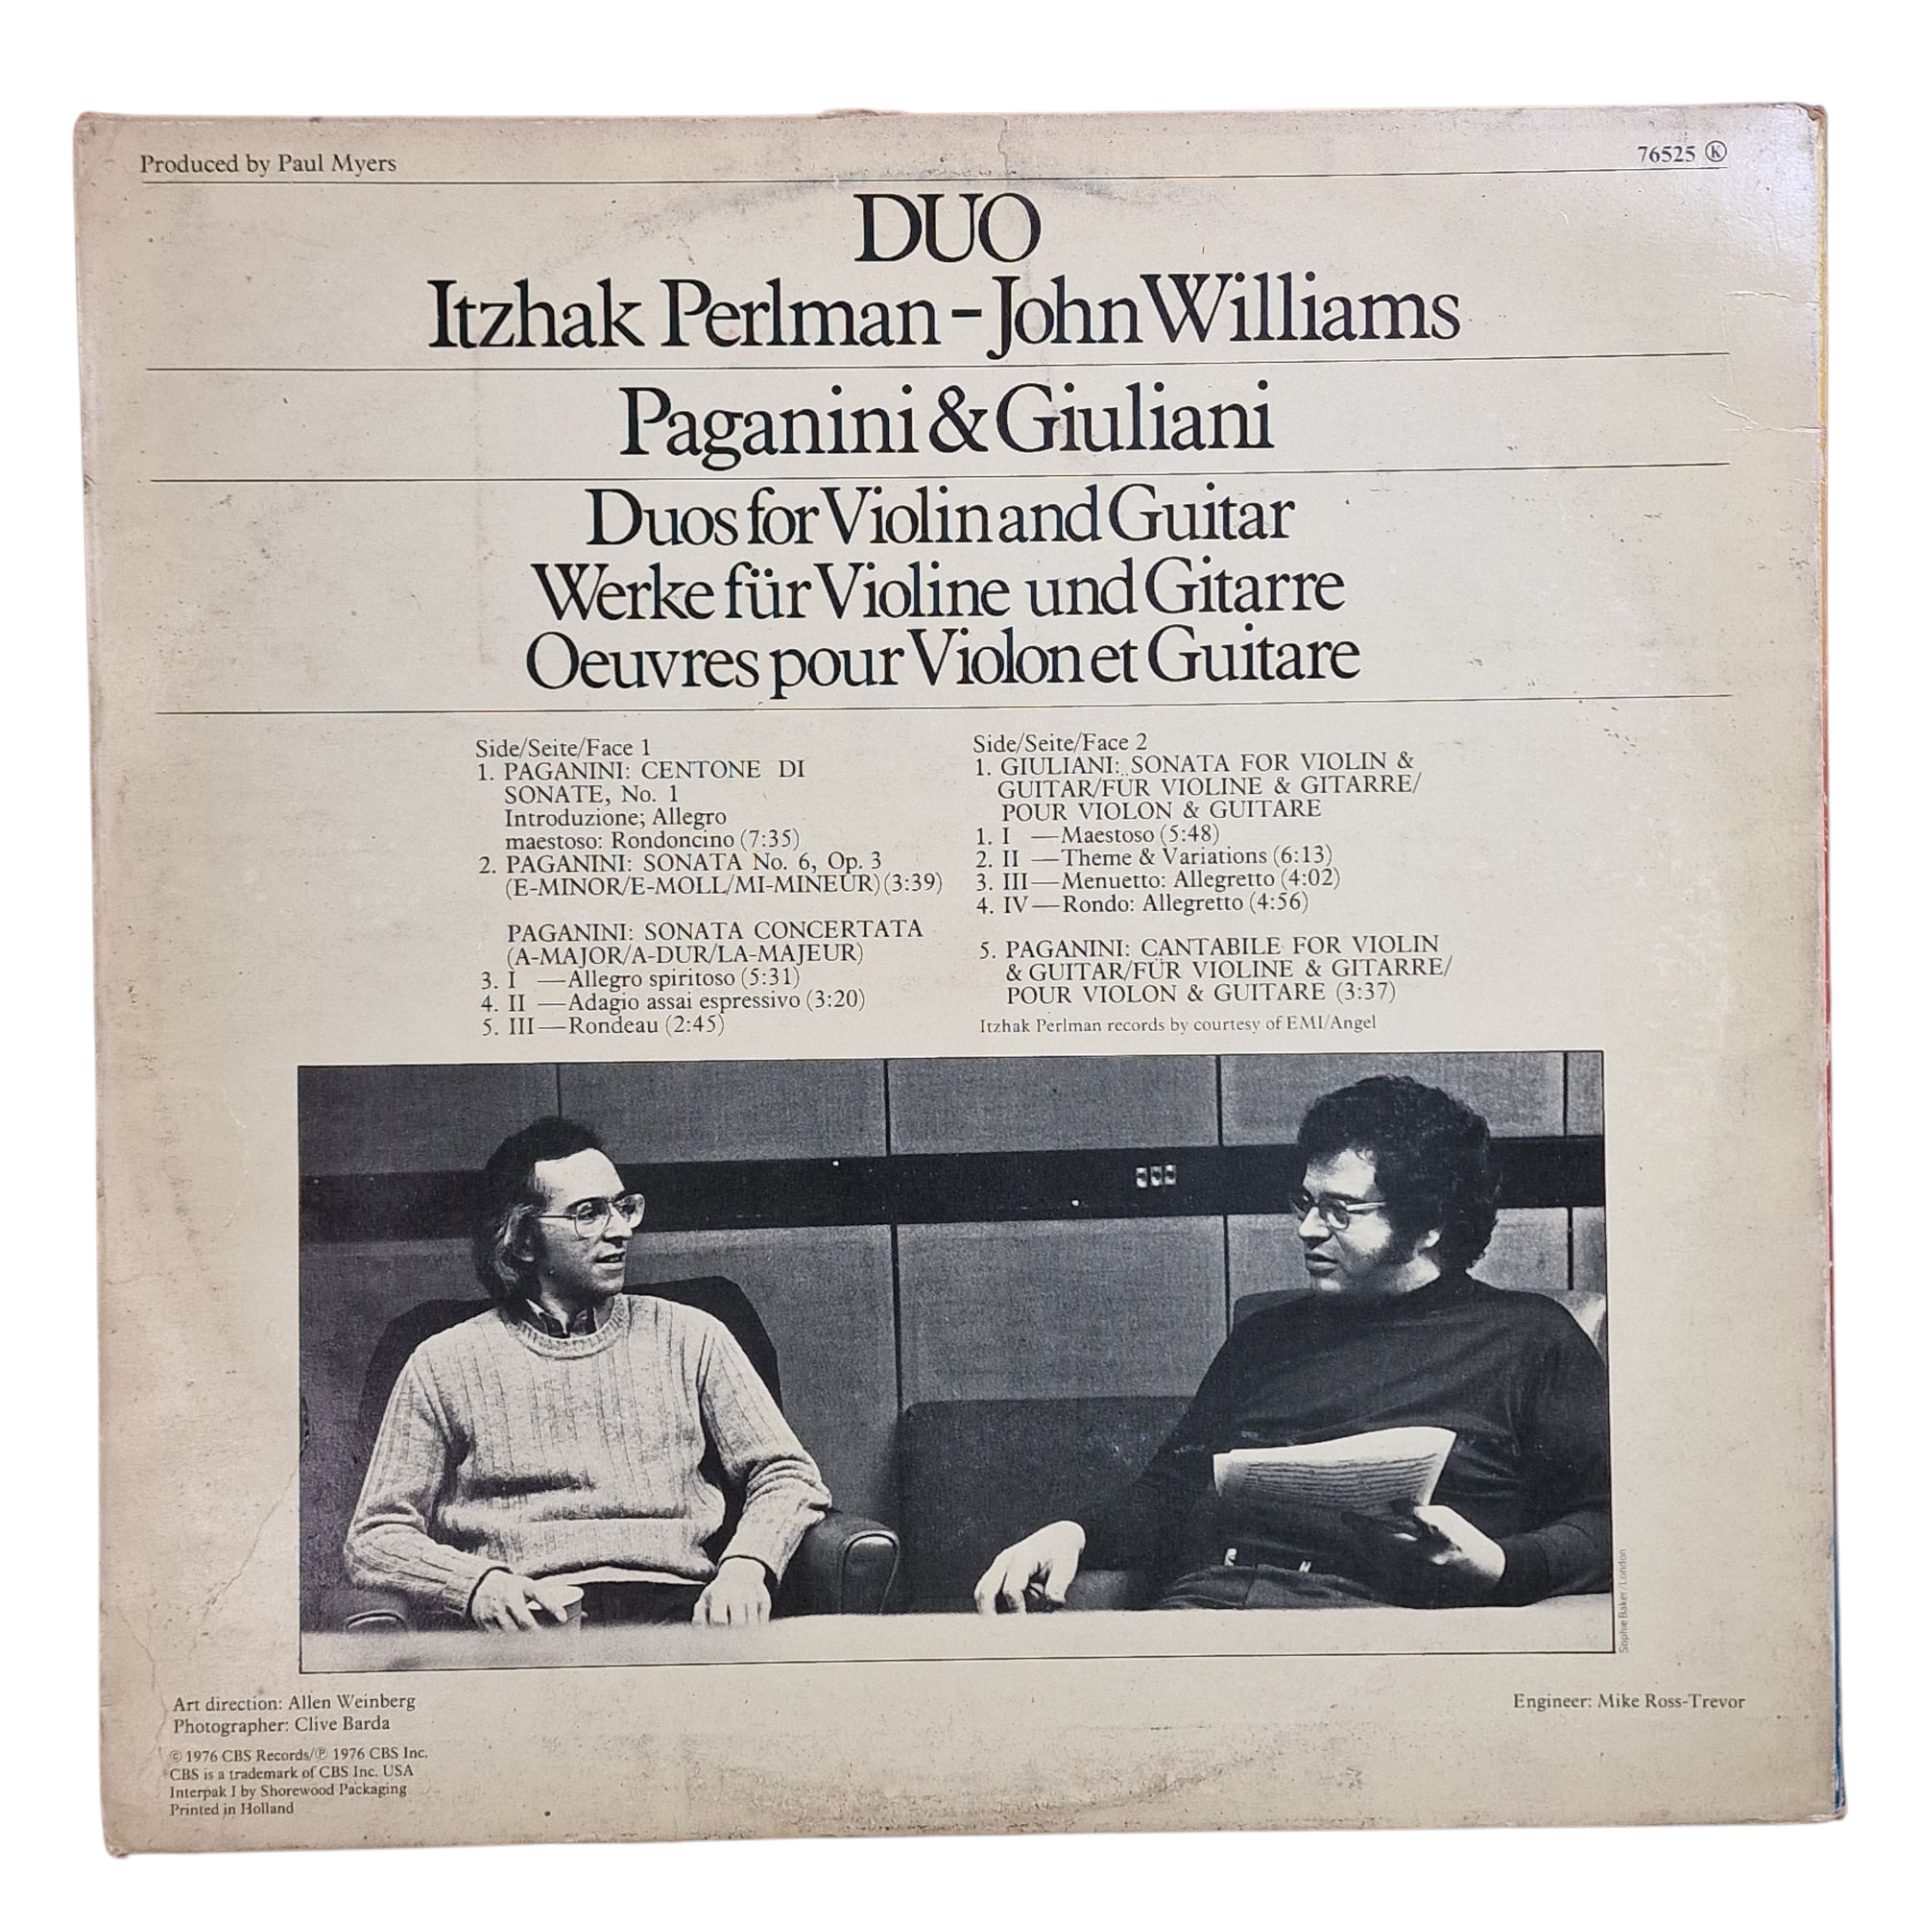 Produced by Paul Myers
76525 Ⓚ
DUO
Itzhak Perlman – John Williams
Paganini & Giuliani
Duos for Violin and Guitar
Werke für Violine und Gitarre
Oeuvres pour Violon et Guitare
Side/Seite/Face 1
1. PAGANINI: CENTONE DI
SONATE, No. 1
Introduzione; Allegro
maestoso: Rondoncino (7:35)
2. PAGANINI: SONATA No. 6, Op. 3
(E-MINOR/E-MOLL/MI-MINEUR) (3:39)
PAGANINI: SONATA CONCERTATA
(A-MAJOR/A-DUR/LA-MAJEUR)
3. I —Allegro spiritoso (5:31)
4. II —Adagio assai espressivo (3:20)
5. III—Rondeau (2:45)
Side/Seite/Face 2
1. GIULIANI: SONATA FOR VIOLIN &
GUITAR/FÜR VIOLINE & GITARRE/
POUR VIOLON & GUITARE
1. I —Maestoso (5:48)
2. II —Theme & Variations (6:13)
3. III—Menuetto: Allegretto (4:02)
4. IV—Rondo: Allegretto (4:56)
5. PAGANINI: CANTABILE FOR VIOLIN
& GUITAR/FÜR VIOLINE & GITARRE/
POUR VIOLON & GUITARE (3:37)
Itzhak Perlman records by courtesy of EMI/Angel
Sophie Baker/London
Art direction: Allen Weinberg
Photographer: Clive Barda
Engineer: Mike Ross-Trevor
© 1976 CBS Records/℗ 1976 CBS Inc.
CBS is a trademark of CBS Inc. USA
Interpak I by Shorewood Packaging
Printed in Holland